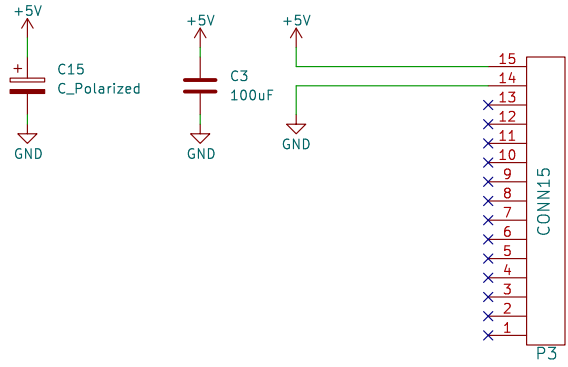 +5V
+5V
+5V
+
C15
C_Polarized
C3
100uF
GND
GND
GND
15
14
13
12
11
10
9
8
7
6
5
4
3
2
1
CONN15
P3